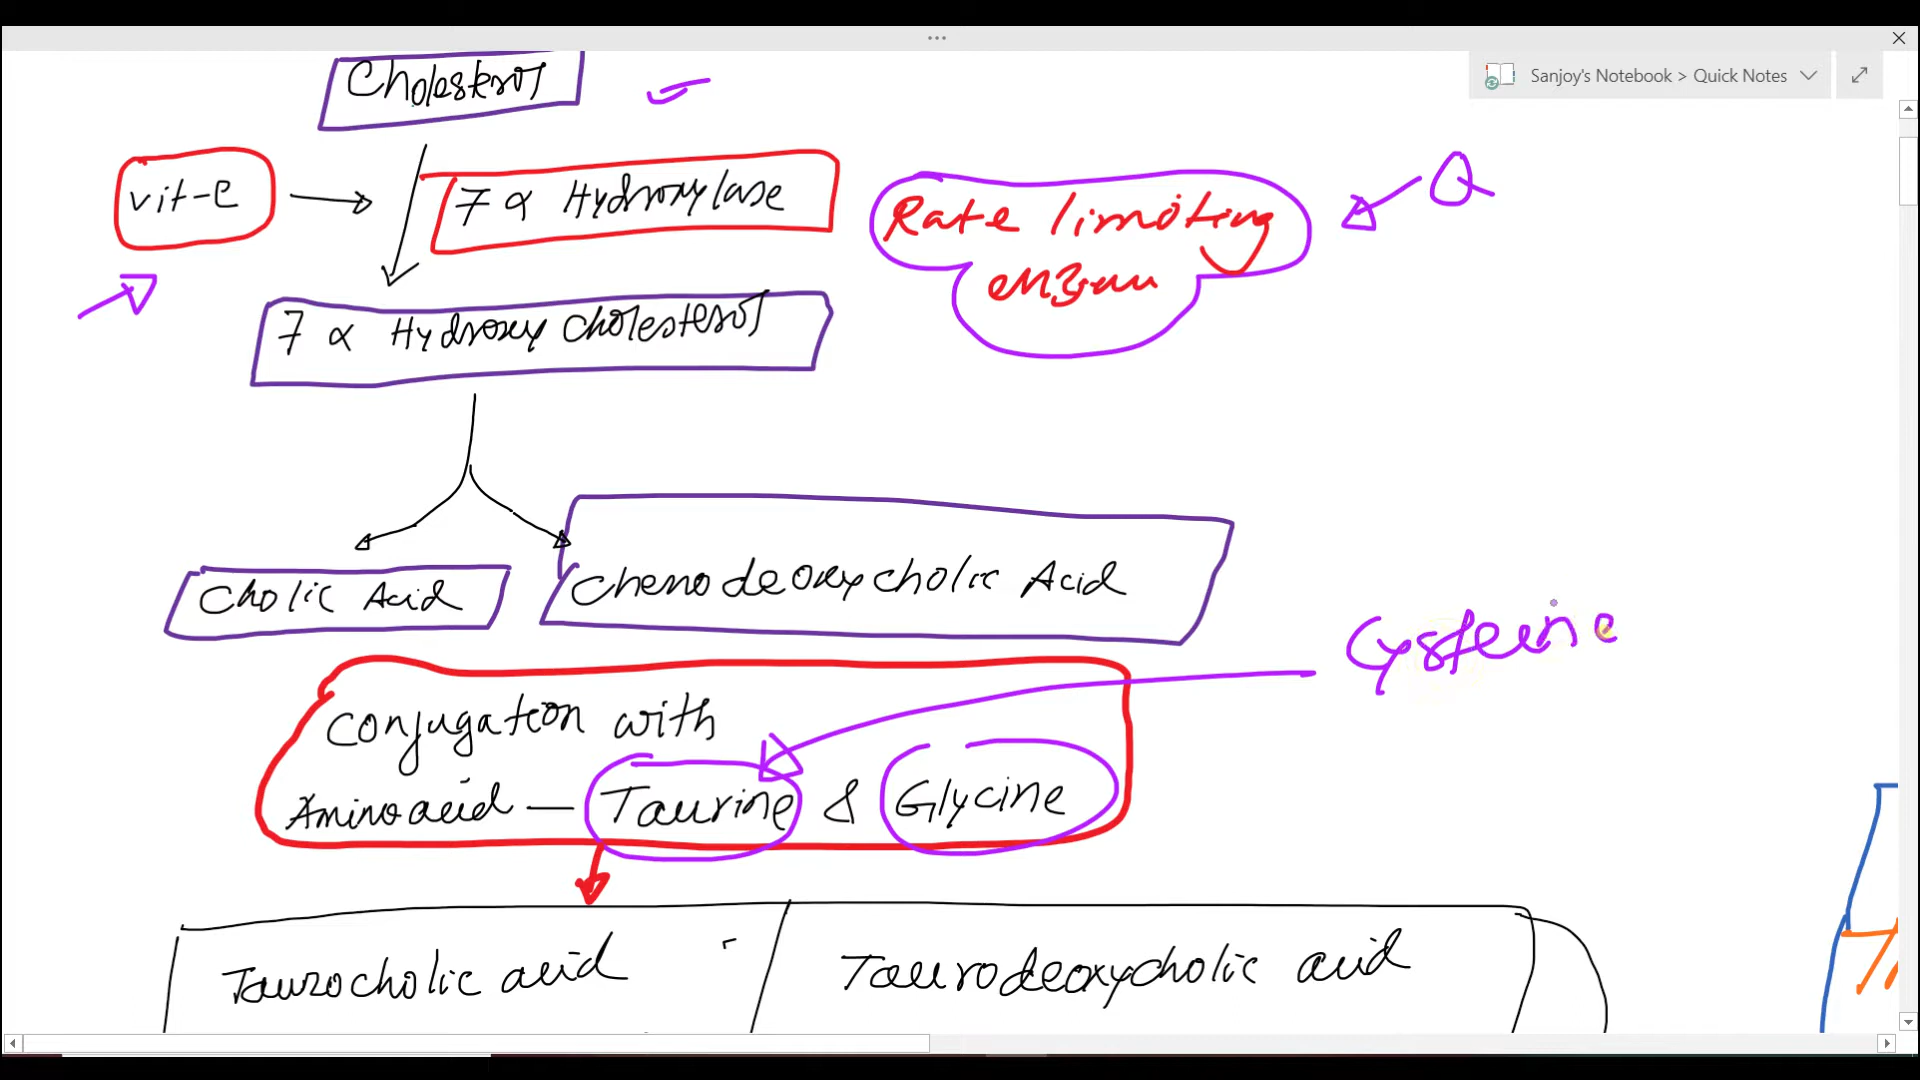 Sanjoy's Notebook > Quick Notes
Cholesterol
vit-C
7 α Hydroxylase
Rate limiting
Q
7 α Hydroxy Cholesterol
Cholic Acid
Chenodeoxycholic Acid
Cysteine
Conjugation with
Amino acid — Taurine & Glycine
Taurocholic acid
Taurodeoxycholic acid